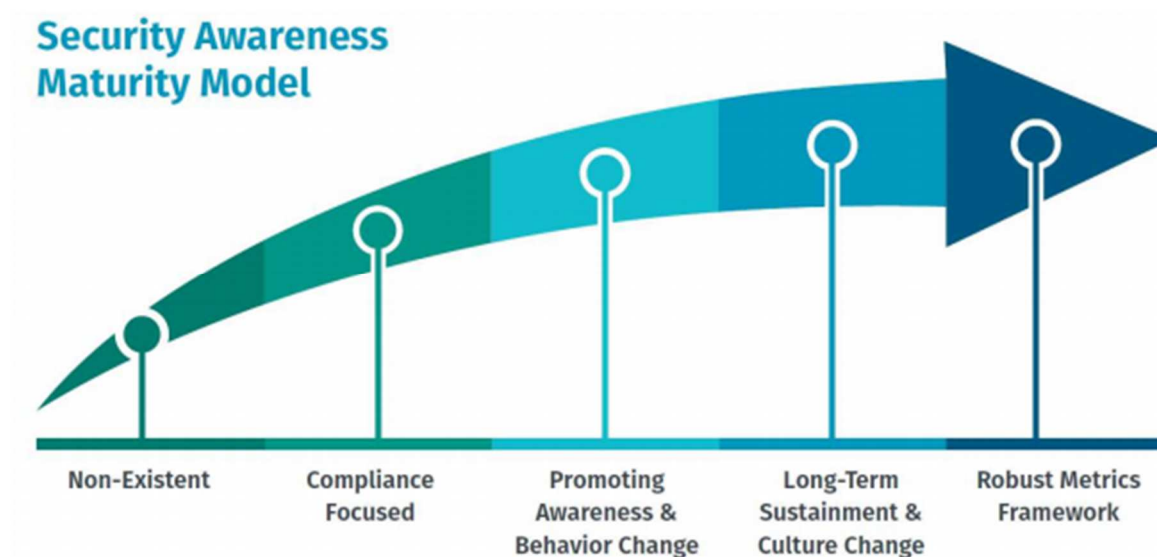 Security Awareness
Maturity Model
Non-Existent
Compliance
Focused
Promoting
Awareness &
Behavior Change
Long-Term
Sustainment &
Culture Change
Robust Metrics
Framework